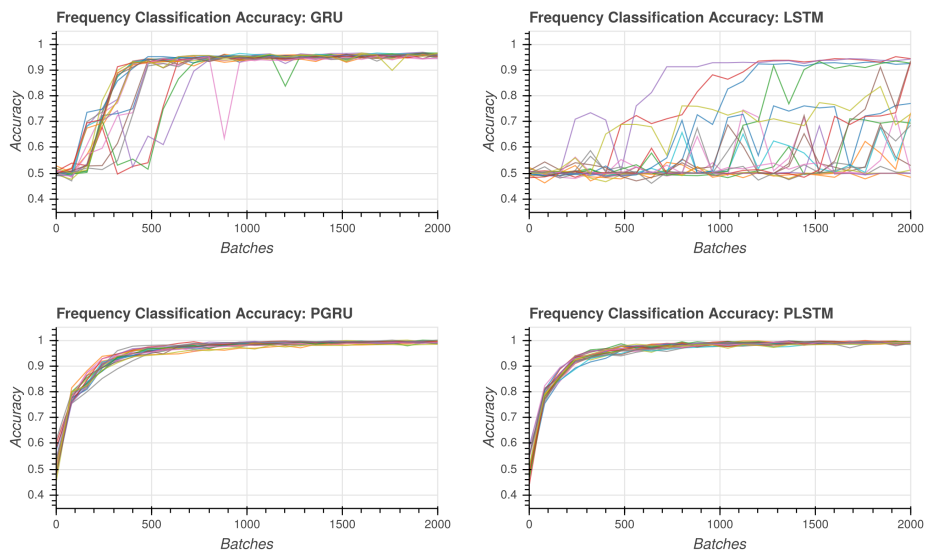 Frequency Classification Accuracy: GRU
1
0.9
0.8
0.7
0.6
0.5
0.4
Accuracy
0 500 1000 1500 2000
Batches
Frequency Classification Accuracy: LSTM
1
0.9
0.8
0.7
0.6
0.5
0.4
Accuracy
0 500 1000 1500 2000
Batches
Frequency Classification Accuracy: PGRU
1
0.9
0.8
0.7
0.6
0.5
0.4
Accuracy
0 500 1000 1500 2000
Batches
Frequency Classification Accuracy: PLSTM
1
0.9
0.8
0.7
0.6
0.5
0.4
Accuracy
0 500 1000 1500 2000
Batches